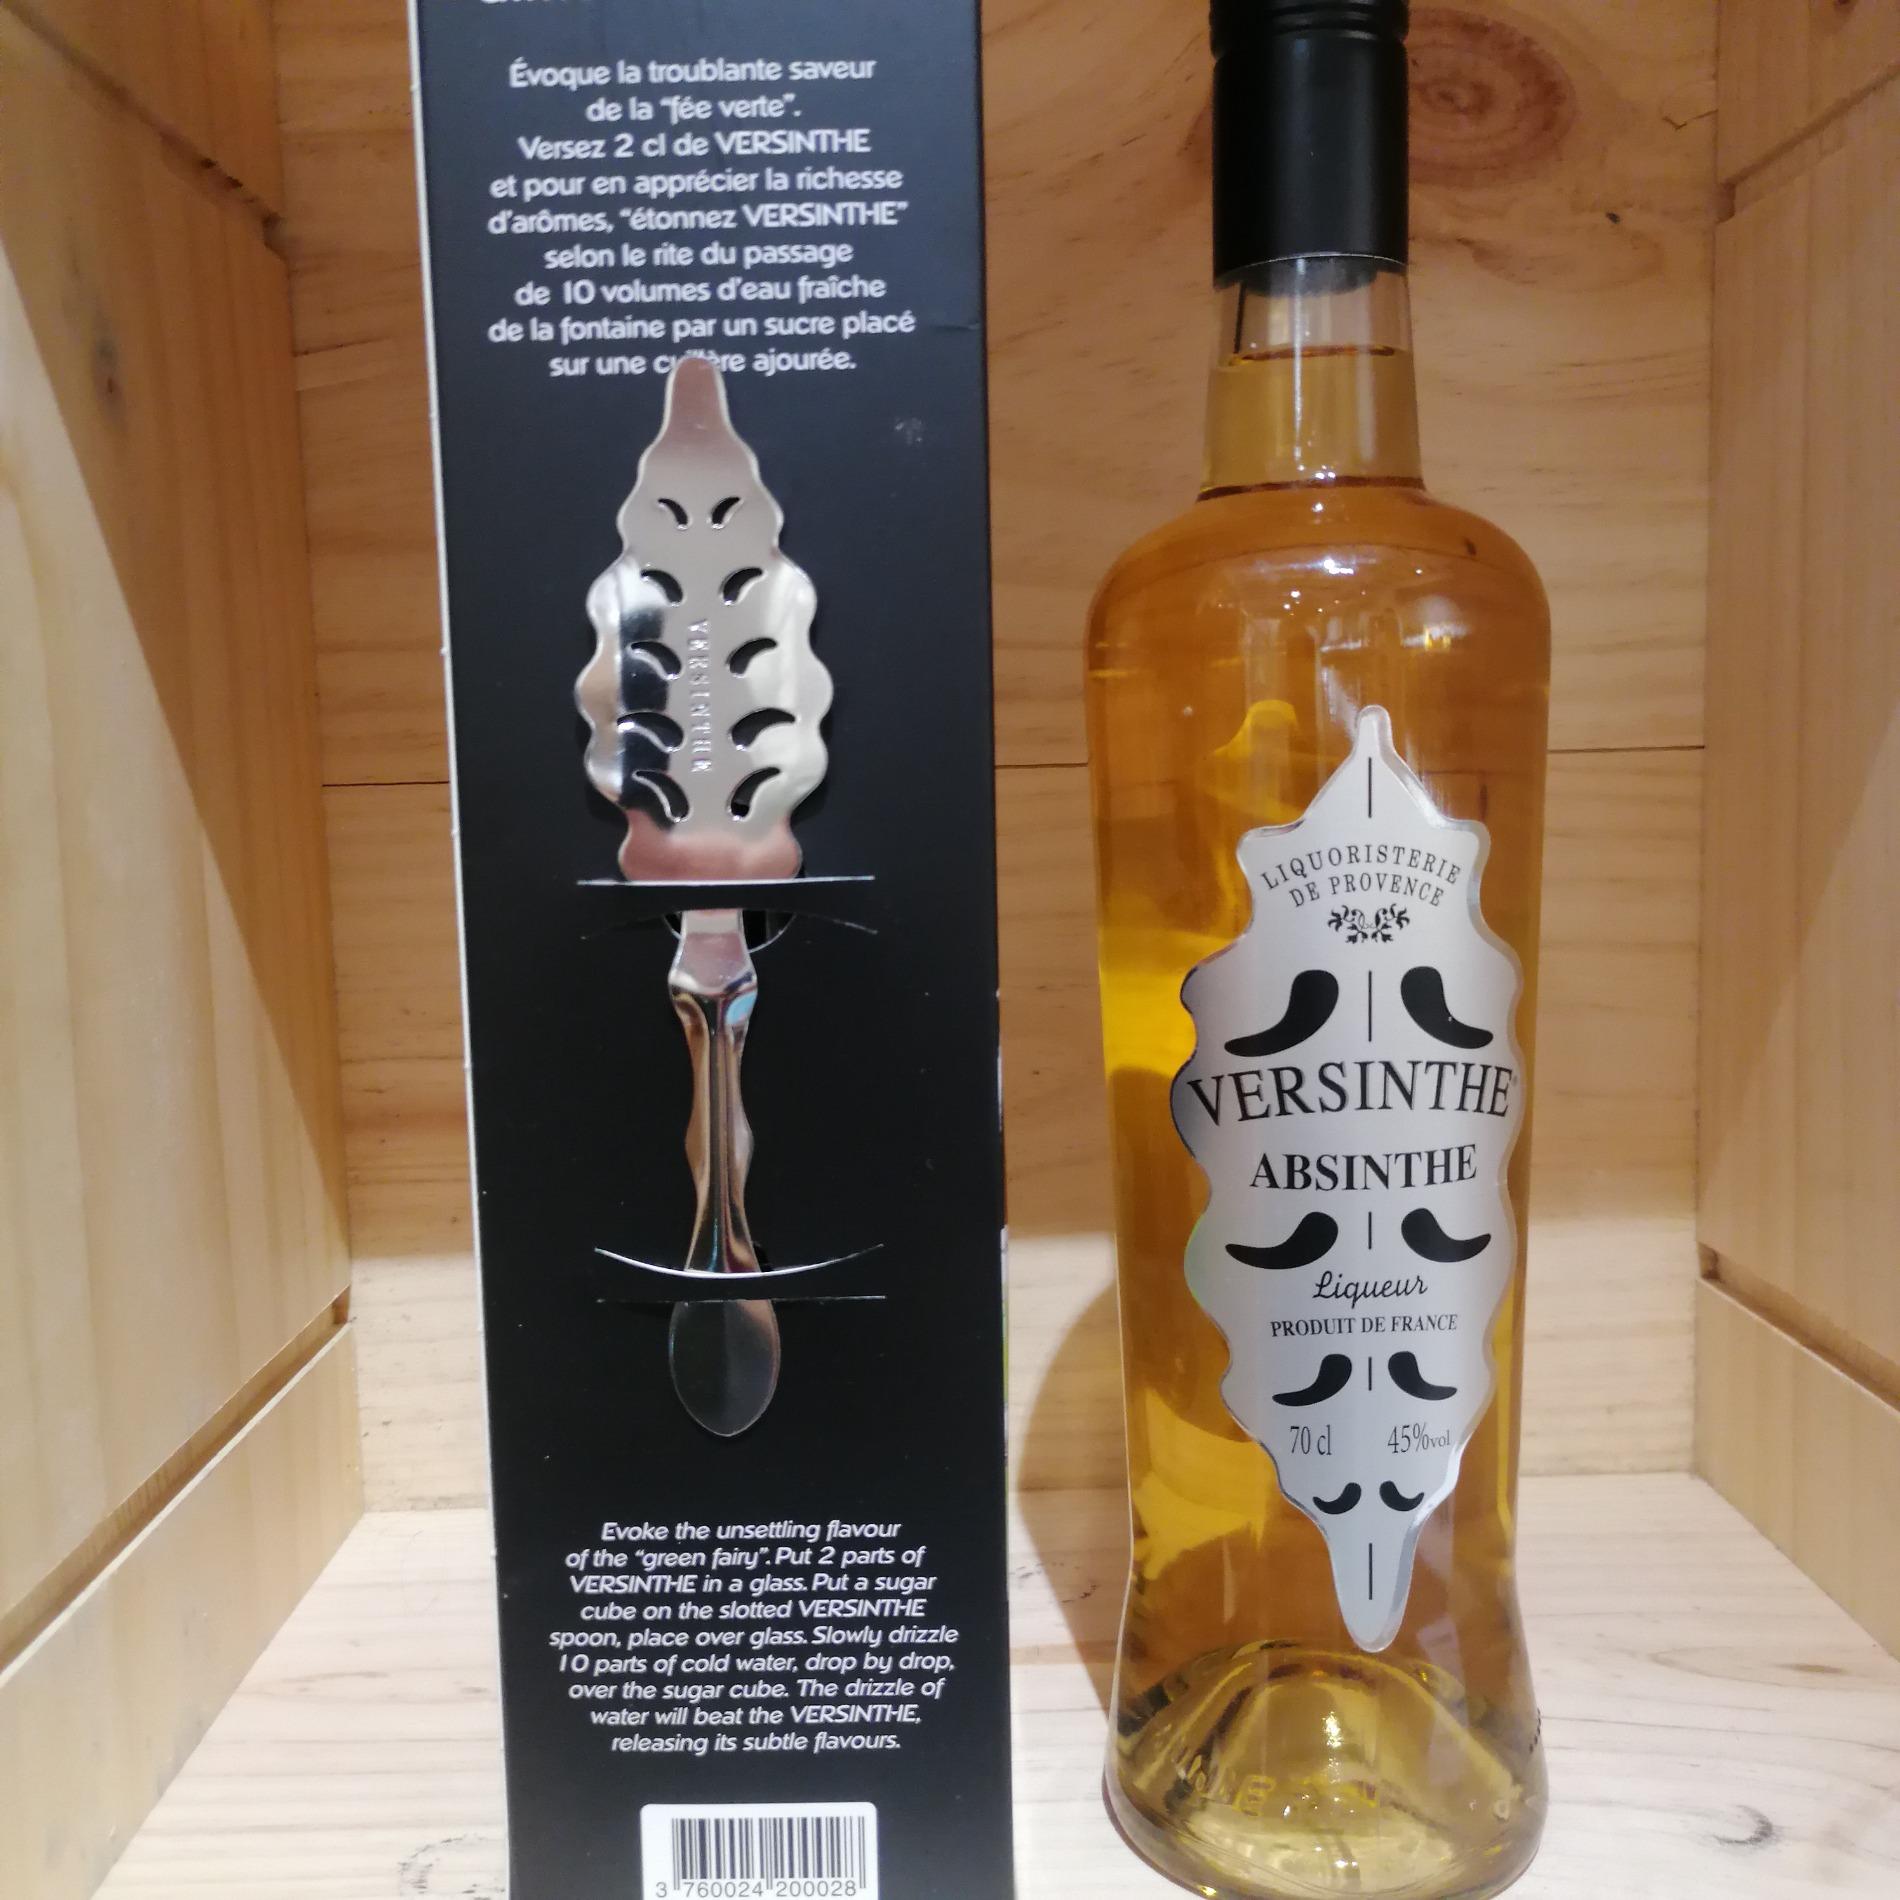 Évoque la troublante saveur
de la "fée verte".
Versez 2 cl de VERSINTHE
et pour en apprécier la richesse
d'arômes, "étonnez VERSINTHE"
selon le rite du passage
de 10 volumes d'eau fraîche
de la fontaine par un sucre placé
sur une ajourée.
VERSINTHE
Evoke the unsettling flavour
of the "green fairy". Put 2 parts of
VERSINTHE in a glass. Put a sugar
cube on the slotted VERSINTHE
spoon, place over glass. Slowly drizzle
10 parts of cold water, drop by drop,
over the sugar cube. The drizzle of
water will beat the VERSINTHE,
releasing its subtle flavours.
3 760024 200028
LIQUORISTERIE
DE PROVENCE
VERSINTHE®
ABSINTHE
Liqueur
PRODUIT DE FRANCE
70 cl 45%vol